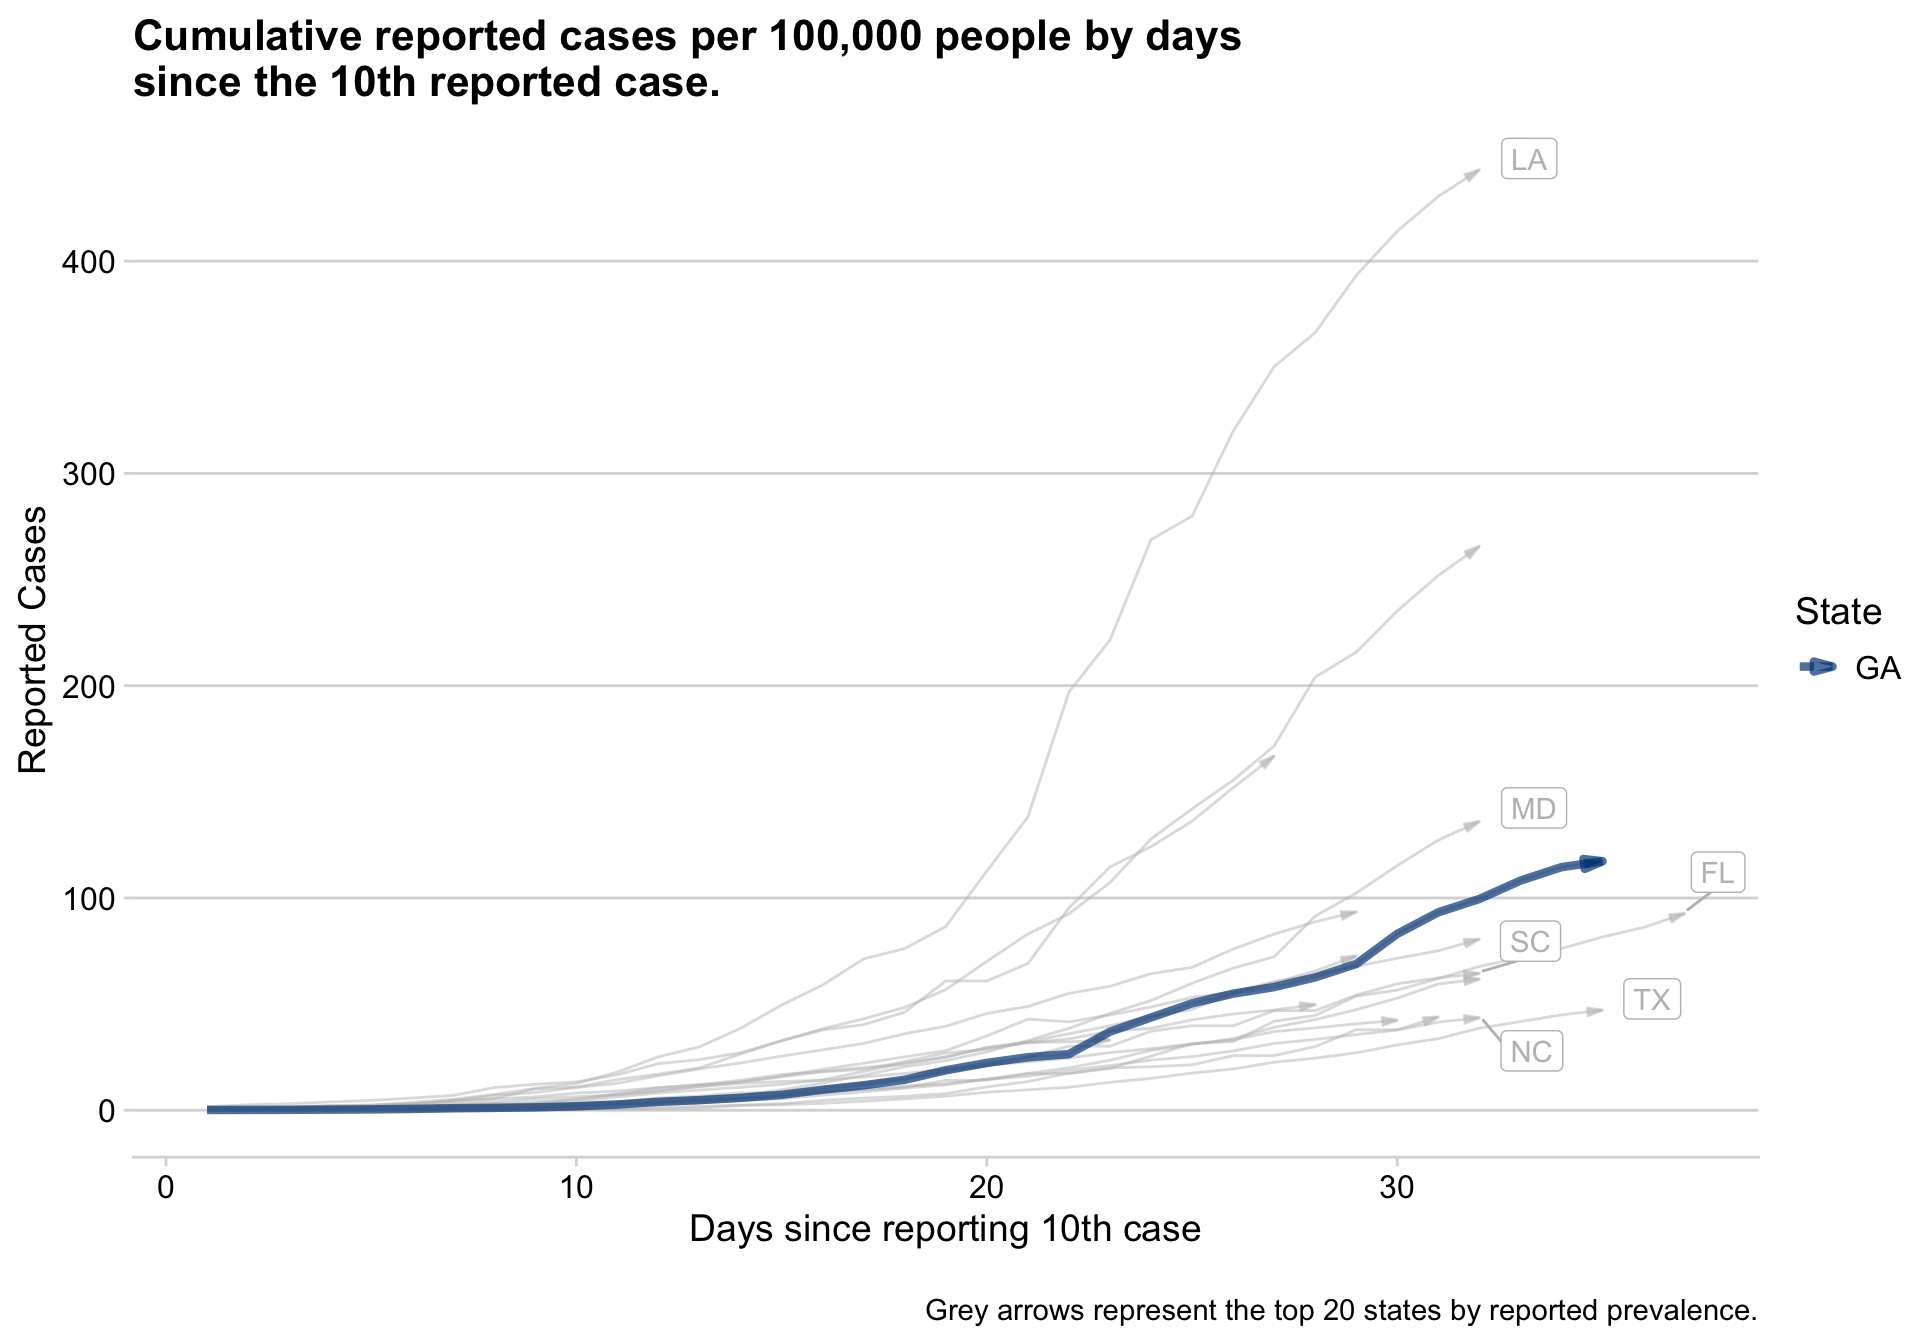 Cumulative reported cases per 100,000 people by days
since the 10th reported case.
LA
400
300
200
100
0
Reported Cases
MD
FL
SC
TX
NC
State
GA
0
10
20
30
Days since reporting 10th case
Grey arrows represent the top 20 states by reported prevalence.